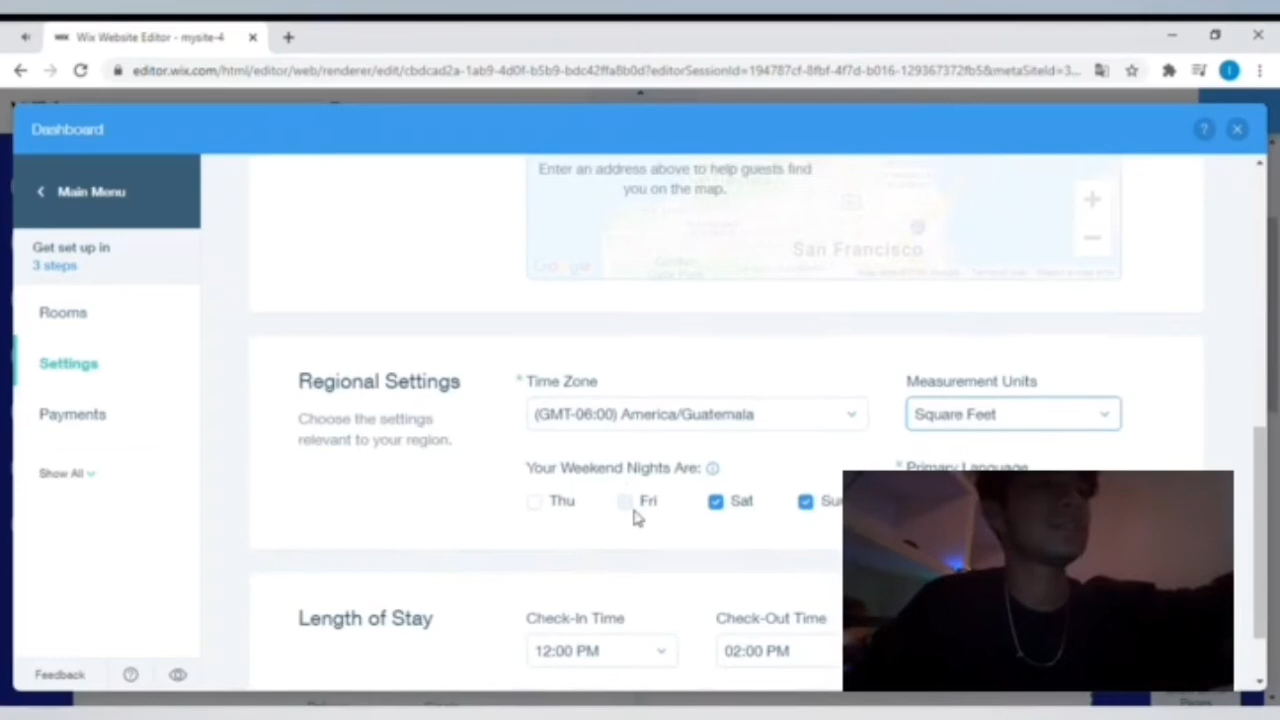 Wix Website Editor - mysite-4
editor.wix.com/html/editor/web/renderer/edit/cbdcad2a-1ab9-4d0f-b5b9-bdc42ffa8b0d?editorSessionId=194787cf-8fbf-4f7d-b016-129367372fb5&metaSiteId=3...
Dashboard
Main Menu
Get set up in
3 steps
Rooms
Settings
Payments
Show All
Feedback
Enter an address above to help guests find
you on the map.
San Francisco
Google
Regional Settings
Choose the settings
relevant to your region.
* Time Zone
(GMT-06:00) America/Guatemala
Measurement Units
Square Feet
Your Weekend Nights Are:
* Primary Language
Thu
Fri
Sat
Sun
Length of Stay
Check-In Time
12:00 PM
Check-Out Time
02:00 PM